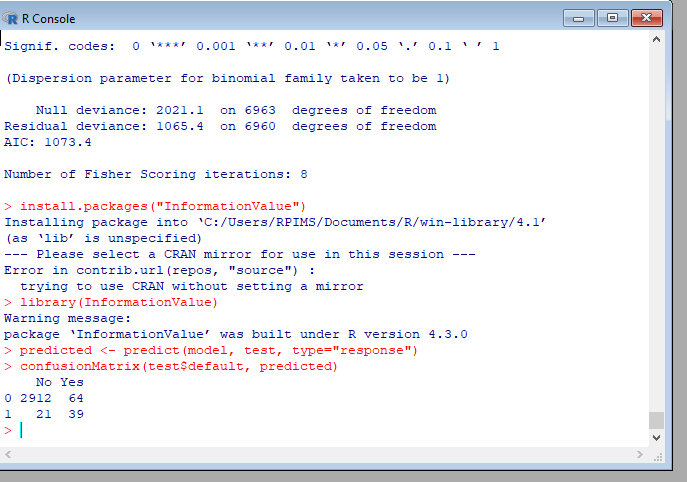 R Console
Signif. codes:  0 ‘***’ 0.001 ‘**’ 0.01 ‘*’ 0.05 ‘.’ 0.1 ‘ ’ 1
(Dispersion parameter for binomial family taken to be 1)
    Null deviance: 2021.1  on 6963  degrees of freedom
Residual deviance: 1065.4  on 6960  degrees of freedom
AIC: 1073.4
Number of Fisher Scoring iterations: 8
> install.packages("InformationValue")
Installing package into ‘C:/Users/RPIMS/Documents/R/win-library/4.1’
(as ‘lib’ is unspecified)
--- Please select a CRAN mirror for use in this session ---
Error in contrib.url(repos, "source") :
  trying to use CRAN without setting a mirror
> library(InformationValue)
Warning message:
package ‘InformationValue’ was built under R version 4.3.0
> predicted <- predict(model, test, type="response")
> confusionMatrix(test$default, predicted)
    No Yes
0 2912  64
1   21  39
>